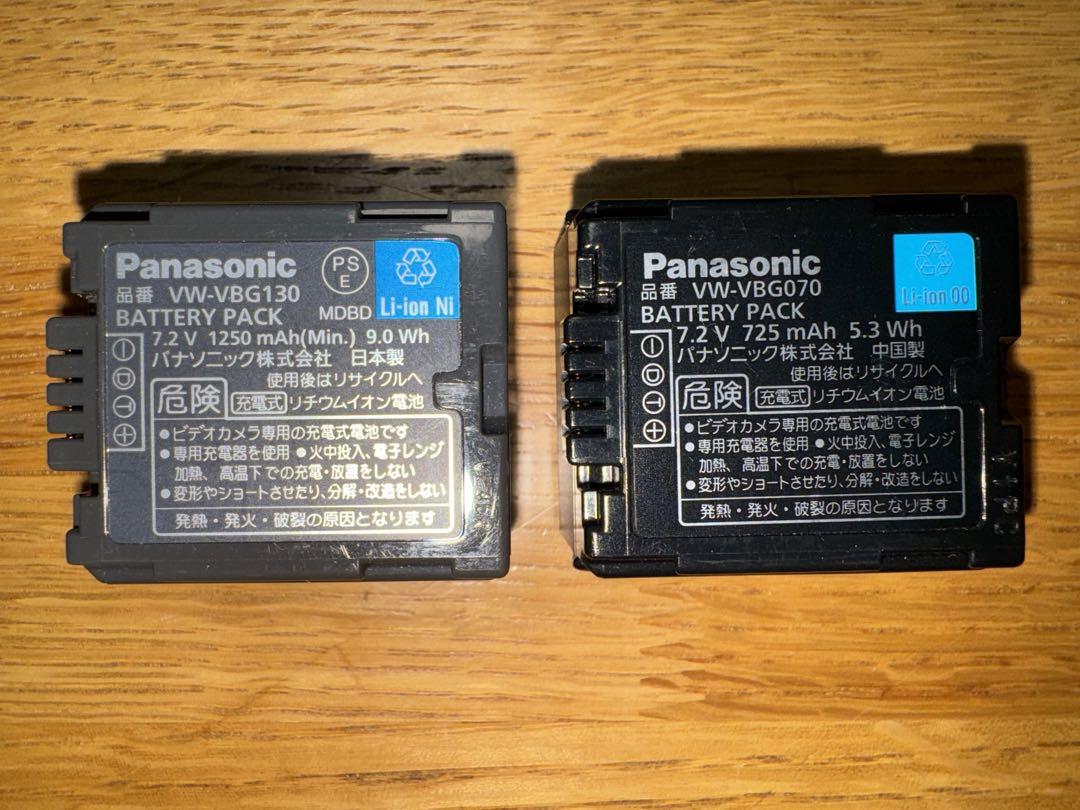 Panasonic
PS
E
品番 VW-VBG130
MDBD
Li-ion Ni
BATTERY PACK
7.2 V 1250 mAh(Min.) 9.0 Wh
パナソニック株式会社 日本製
使用後はリサイクルへ
危険
充電式 リチウムイオン電池
D
T
●ビデオカメラ専用の充電式電池です
●専用充電器を使用 ●火中投入、電子レンジ
加熱、高温下での充電・放置をしない
●変形やショートさせたり、分解・改造をしない
発熱・発火・破裂の原因となります
Panasonic
品番 VW-VBG070
Li-ion 00
BATTERY PACK
7.2 V 725 mAh 5.3 Wh
パナソニック株式会社 中国製
使用後はリサイクルへ
危険
充電式 リチウムイオン電池
D
T
●ビデオカメラ専用の充電式電池です
●専用充電器を使用 ●火中投入、電子レンジ
加熱、高温下での充電・放置をしない
●変形やショートさせたり、分解・改造をしない
発熱・発火・破裂の原因となります